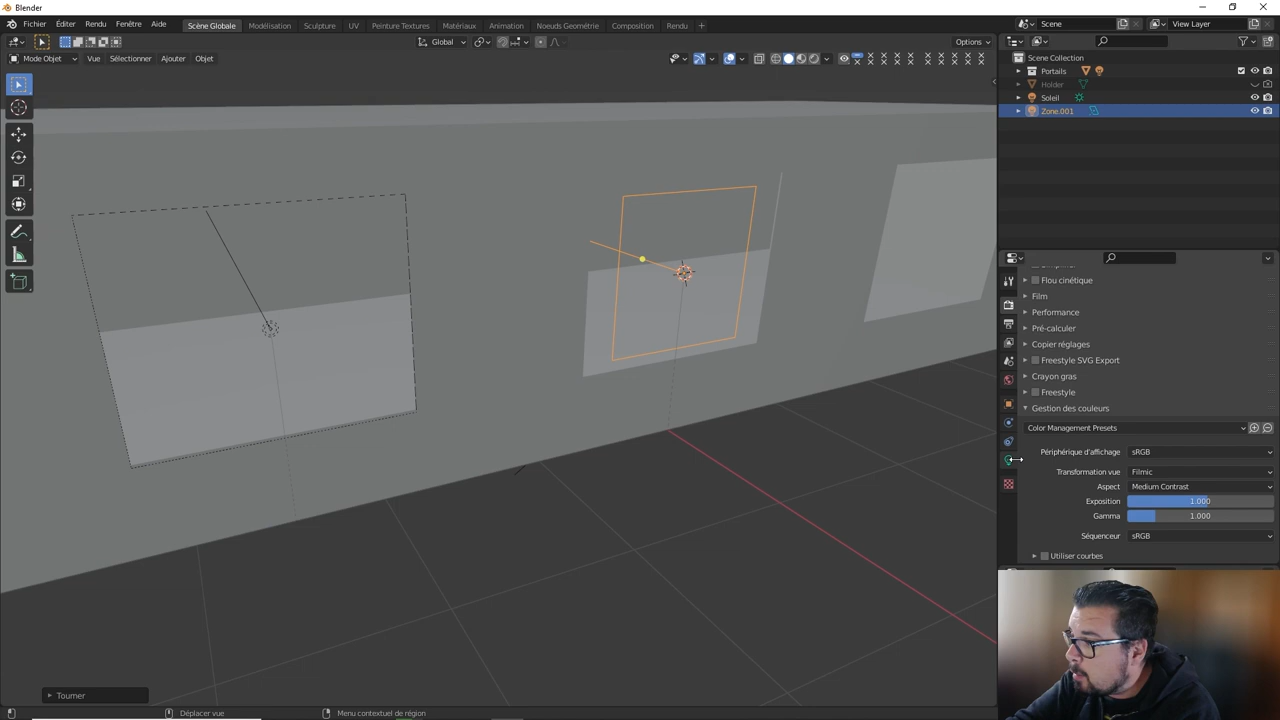 Blender
Fichier Éditer Rendu Fenêtre Aide
Scène Globale Modélisation Sculpture UV Peinture Textures Matériaux Animation Noeuds Geométrie Composition Rendu +
Scene
View Layer
Global
Options
Mode Objet Vue Sélectionner Ajouter Objet
Scene Collection
Portails
Holder
Soleil
Zone.001
Flou cinétique
Film
Performance
Pré-calculer
Copier réglages
Freestyle SVG Export
Crayon gras
Freestyle
Gestion des couleurs
Color Management Presets
Périphérique d'affichage sRGB
Transformation vue Filmic
Aspect Medium Contrast
Exposition 1.000
Gamma 1.000
Séquenceur sRGB
Utiliser courbes
Tourner
Déplacer vue
Menu contextuel de région